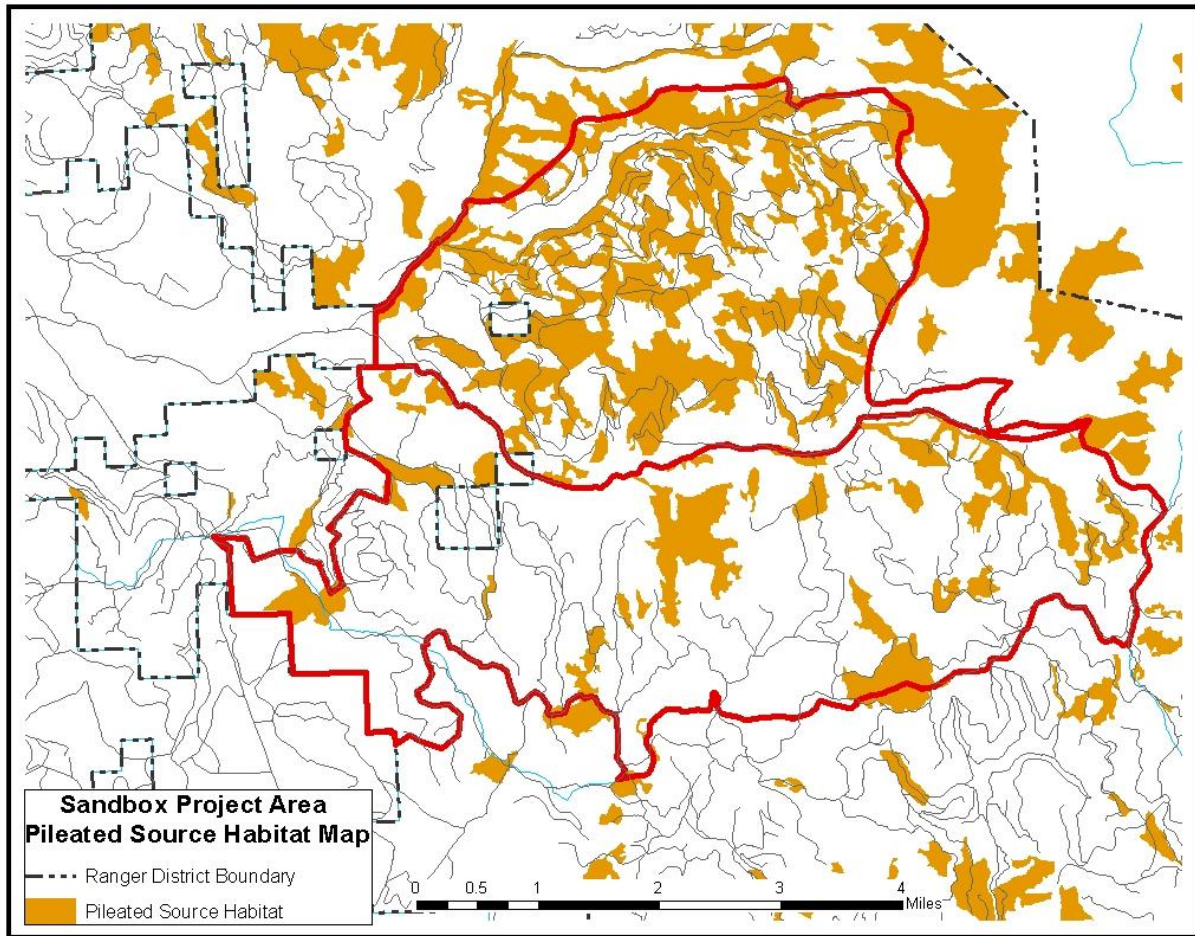 Sandbox Project Area
Pileated Source Habitat Map
Ranger District Boundary
Pileated Source Habitat
0 0.5 1 2 3 4
Miles